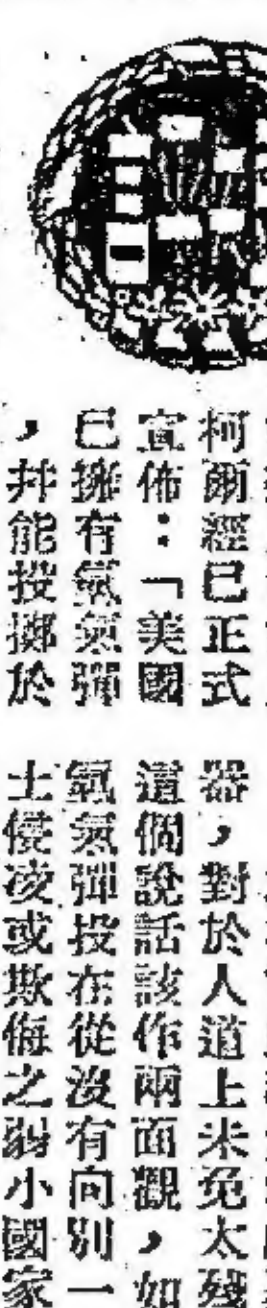 柯爾經已正式
宣佈：「美國
已擁有氫氣彈
，并能投擲於
器，對於人道上未免太殘
這個說話該作兩面觀，如
氫氣彈投在從沒有向別一
士侵凌或欺侮之弱小國家